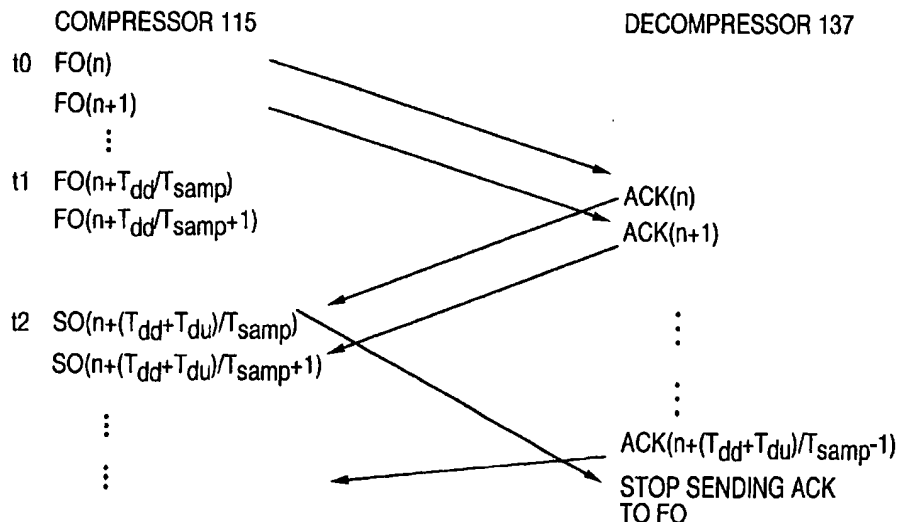 COMPRESSOR 115
DECOMPRESSOR 137
t0 FO(n)
FO(n+1)
t1 FO(n+Tdd/Tsamp)
FO(n+Tdd/Tsamp+1)
ACK(n)
ACK(n+1)
t2 SO(n+(Tdd+Tdu)/Tsamp)
SO(n+(Tdd+Tdu)/Tsamp+1)
ACK(n+(Tdd+Tdu)/Tsamp-1)
STOP SENDING ACK
TO FO